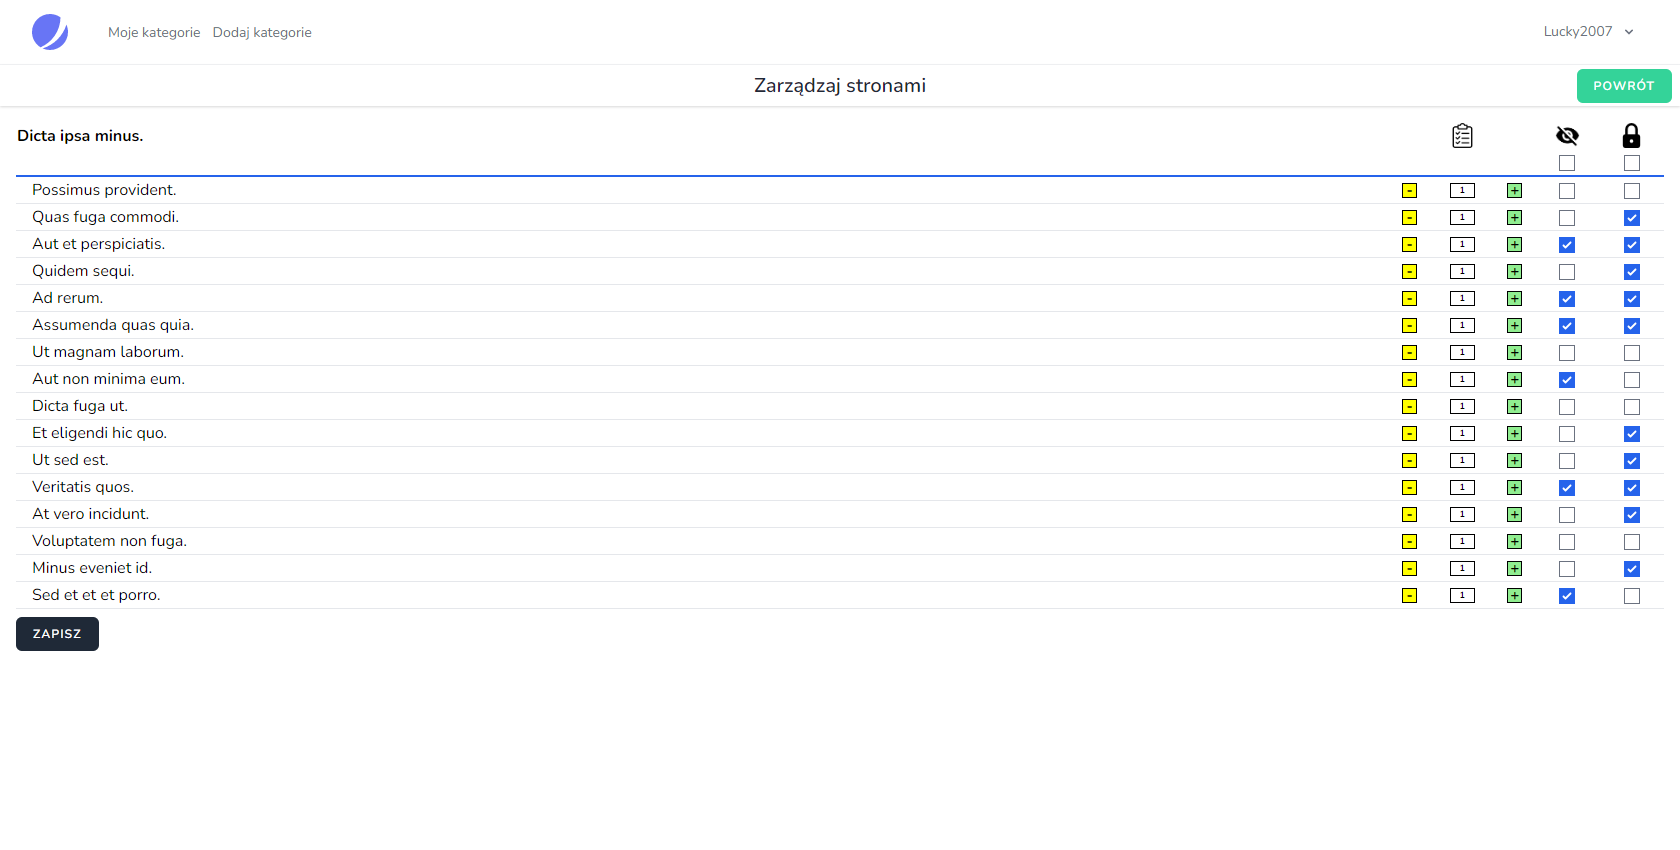 Moje kategorie Dodaj kategorie Lucky2007
Zarządzaj stronami POWRÓT
Dicta ipsa minus.
Possimus provident. - 1 +
Quas fuga commodi. - 1 +
Aut et perspiciatis. - 1 +
Quidem sequi. - 1 +
Ad rerum. - 1 +
Assumenda quas quia. - 1 +
Ut magnam laborum. - 1 +
Aut non minima eum. - 1 +
Dicta fuga ut. - 1 +
Et eligendi hic quo. - 1 +
Ut sed est. - 1 +
Veritatis quos. - 1 +
At vero incidunt. - 1 +
Voluptatem non fuga. - 1 +
Minus eveniet id. - 1 +
Sed et et et porro. - 1 +
ZAPISZ